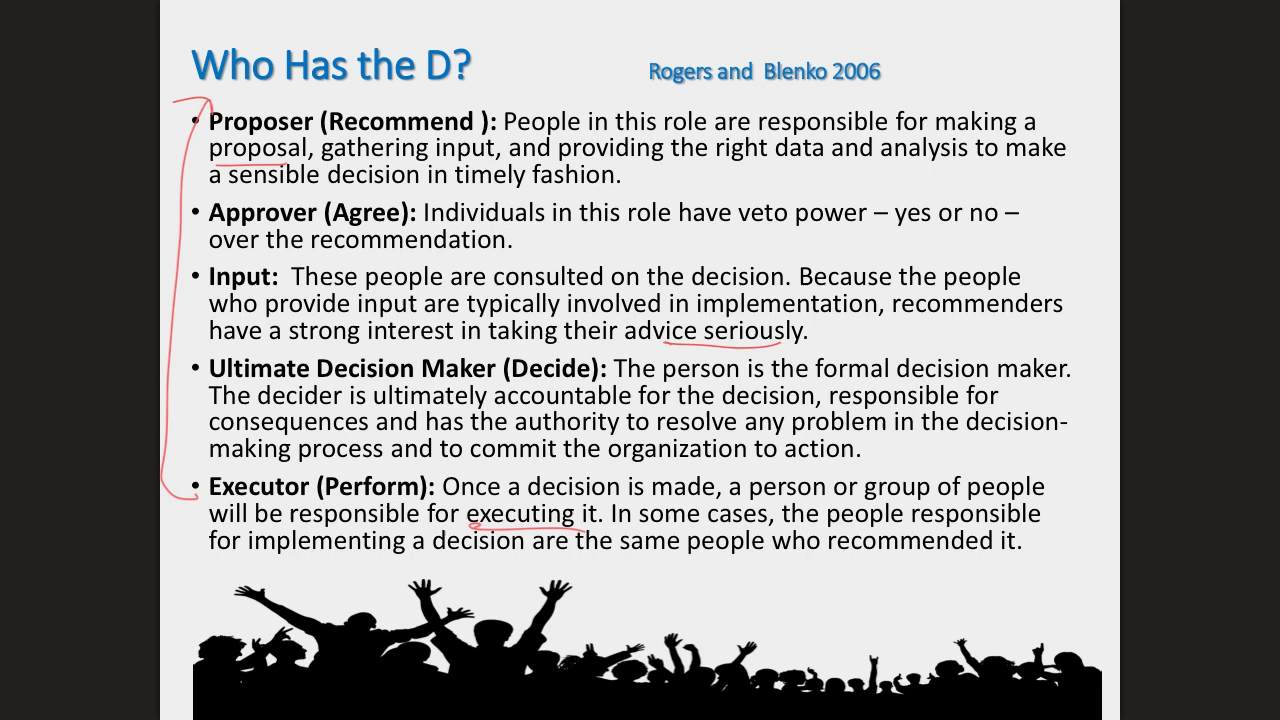 Who Has the D? Rogers and Blenko 2006
• Proposer (Recommend ): People in this role are responsible for making a
proposal, gathering input, and providing the right data and analysis to make
a sensible decision in timely fashion.
• Approver (Agree): Individuals in this role have veto power – yes or no –
over the recommendation.
• Input: These people are consulted on the decision. Because the people
who provide input are typically involved in implementation, recommenders
have a strong interest in taking their advice seriously.
• Ultimate Decision Maker (Decide): The person is the formal decision maker.
The decider is ultimately accountable for the decision, responsible for
consequences and has the authority to resolve any problem in the decision-
making process and to commit the organization to action.
• Executor (Perform): Once a decision is made, a person or group of people
will be responsible for executing it. In some cases, the people responsible
for implementing a decision are the same people who recommended it.